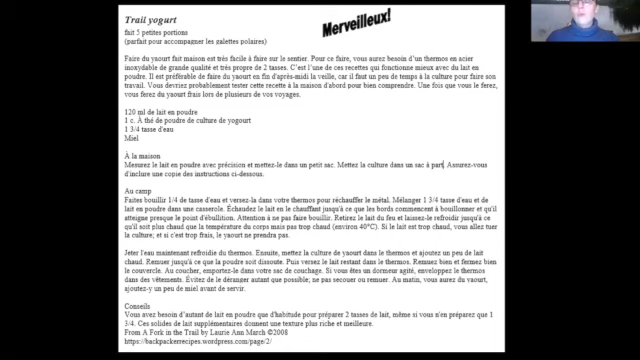 Trail yogurt
Merveilleux!
fait 5 petites portions
(parfait pour accompagner les galettes polaires)
Faire du yaourt fait maison est très facile à faire sur le sentier. Pour ce faire, vous aurez besoin d'un thermos en acier
inoxydable de grande qualité et très propre de 2 tasses. C'est l'une de ces recettes qui fonctionne mieux avec du lait en
poudre. Il est préférable de faire du yaourt en fin d'après-midi la veille, car il faut un peu de temps à la culture pour faire son
travail. Vous devriez probablement tester cette recette à la maison d'abord pour bien comprendre. Une fois que vous le ferez,
vous ferez du yaourt frais lors de plusieurs de vos voyages.
120 ml de lait en poudre
1 c. À thé de poudre de culture de yogourt
1 3/4 tasse d'eau
Miel
À la maison
Mesurez le lait en poudre avec précision et mettez-le dans un petit sac. Mettez la culture dans un sac à part. Assurez-vous
d'inclure une copie des instructions ci-dessous.
Au camp
Faites bouillir 1/4 de tasse d'eau et versez-la dans votre thermos pour réchauffer le métal. Mélanger 1 3/4 tasse d'eau et de
lait en poudre dans une casserole. Échaudez le lait en le chauffant jusqu'à ce que les bords commencent à bouillonner et qu'il
atteigne presque le point d'ébullition. Attention à ne pas faire bouillir. Retirez le lait du feu et laissez-le refroidir jusqu'à ce
qu'il soit plus chaud que la température du corps mais pas trop chaud (environ 40°C). Si le lait est trop chaud, vous allez tuer
la culture; et si c'est trop frais, le yaourt ne prendra pas.
Jeter l'eau maintenant refroidie du thermos. Ensuite, mettez la culture de yaourt dans le thermos et ajoutez un peu de lait
chaud. Remuer jusqu'à ce que la poudre soit dissoute. Puis versez le lait restant dans le thermos. Remuez bien et fermez bien
le couvercle. Au coucher, emportez-le dans votre sac de couchage. Si vous êtes un dormeur agité, enveloppez le thermos
dans des vêtements. Évitez de le déranger autant que possible; ne pas secouer ou remuer. Au matin, vous aurez du yaourt,
ajoutez-y un peu de miel avant de servir.
Conseils
Vous avez besoin d'autant de lait en poudre que d'habitude pour préparer 2 tasses de lait, même si vous n'en préparez que 1
3/4. Ces solides de lait supplémentaires donnent une texture plus riche et meilleure.
From A Fork in the Trail by Laurie Ann March ©2008
https://backpackerrecipes.wordpress.com/page/2/